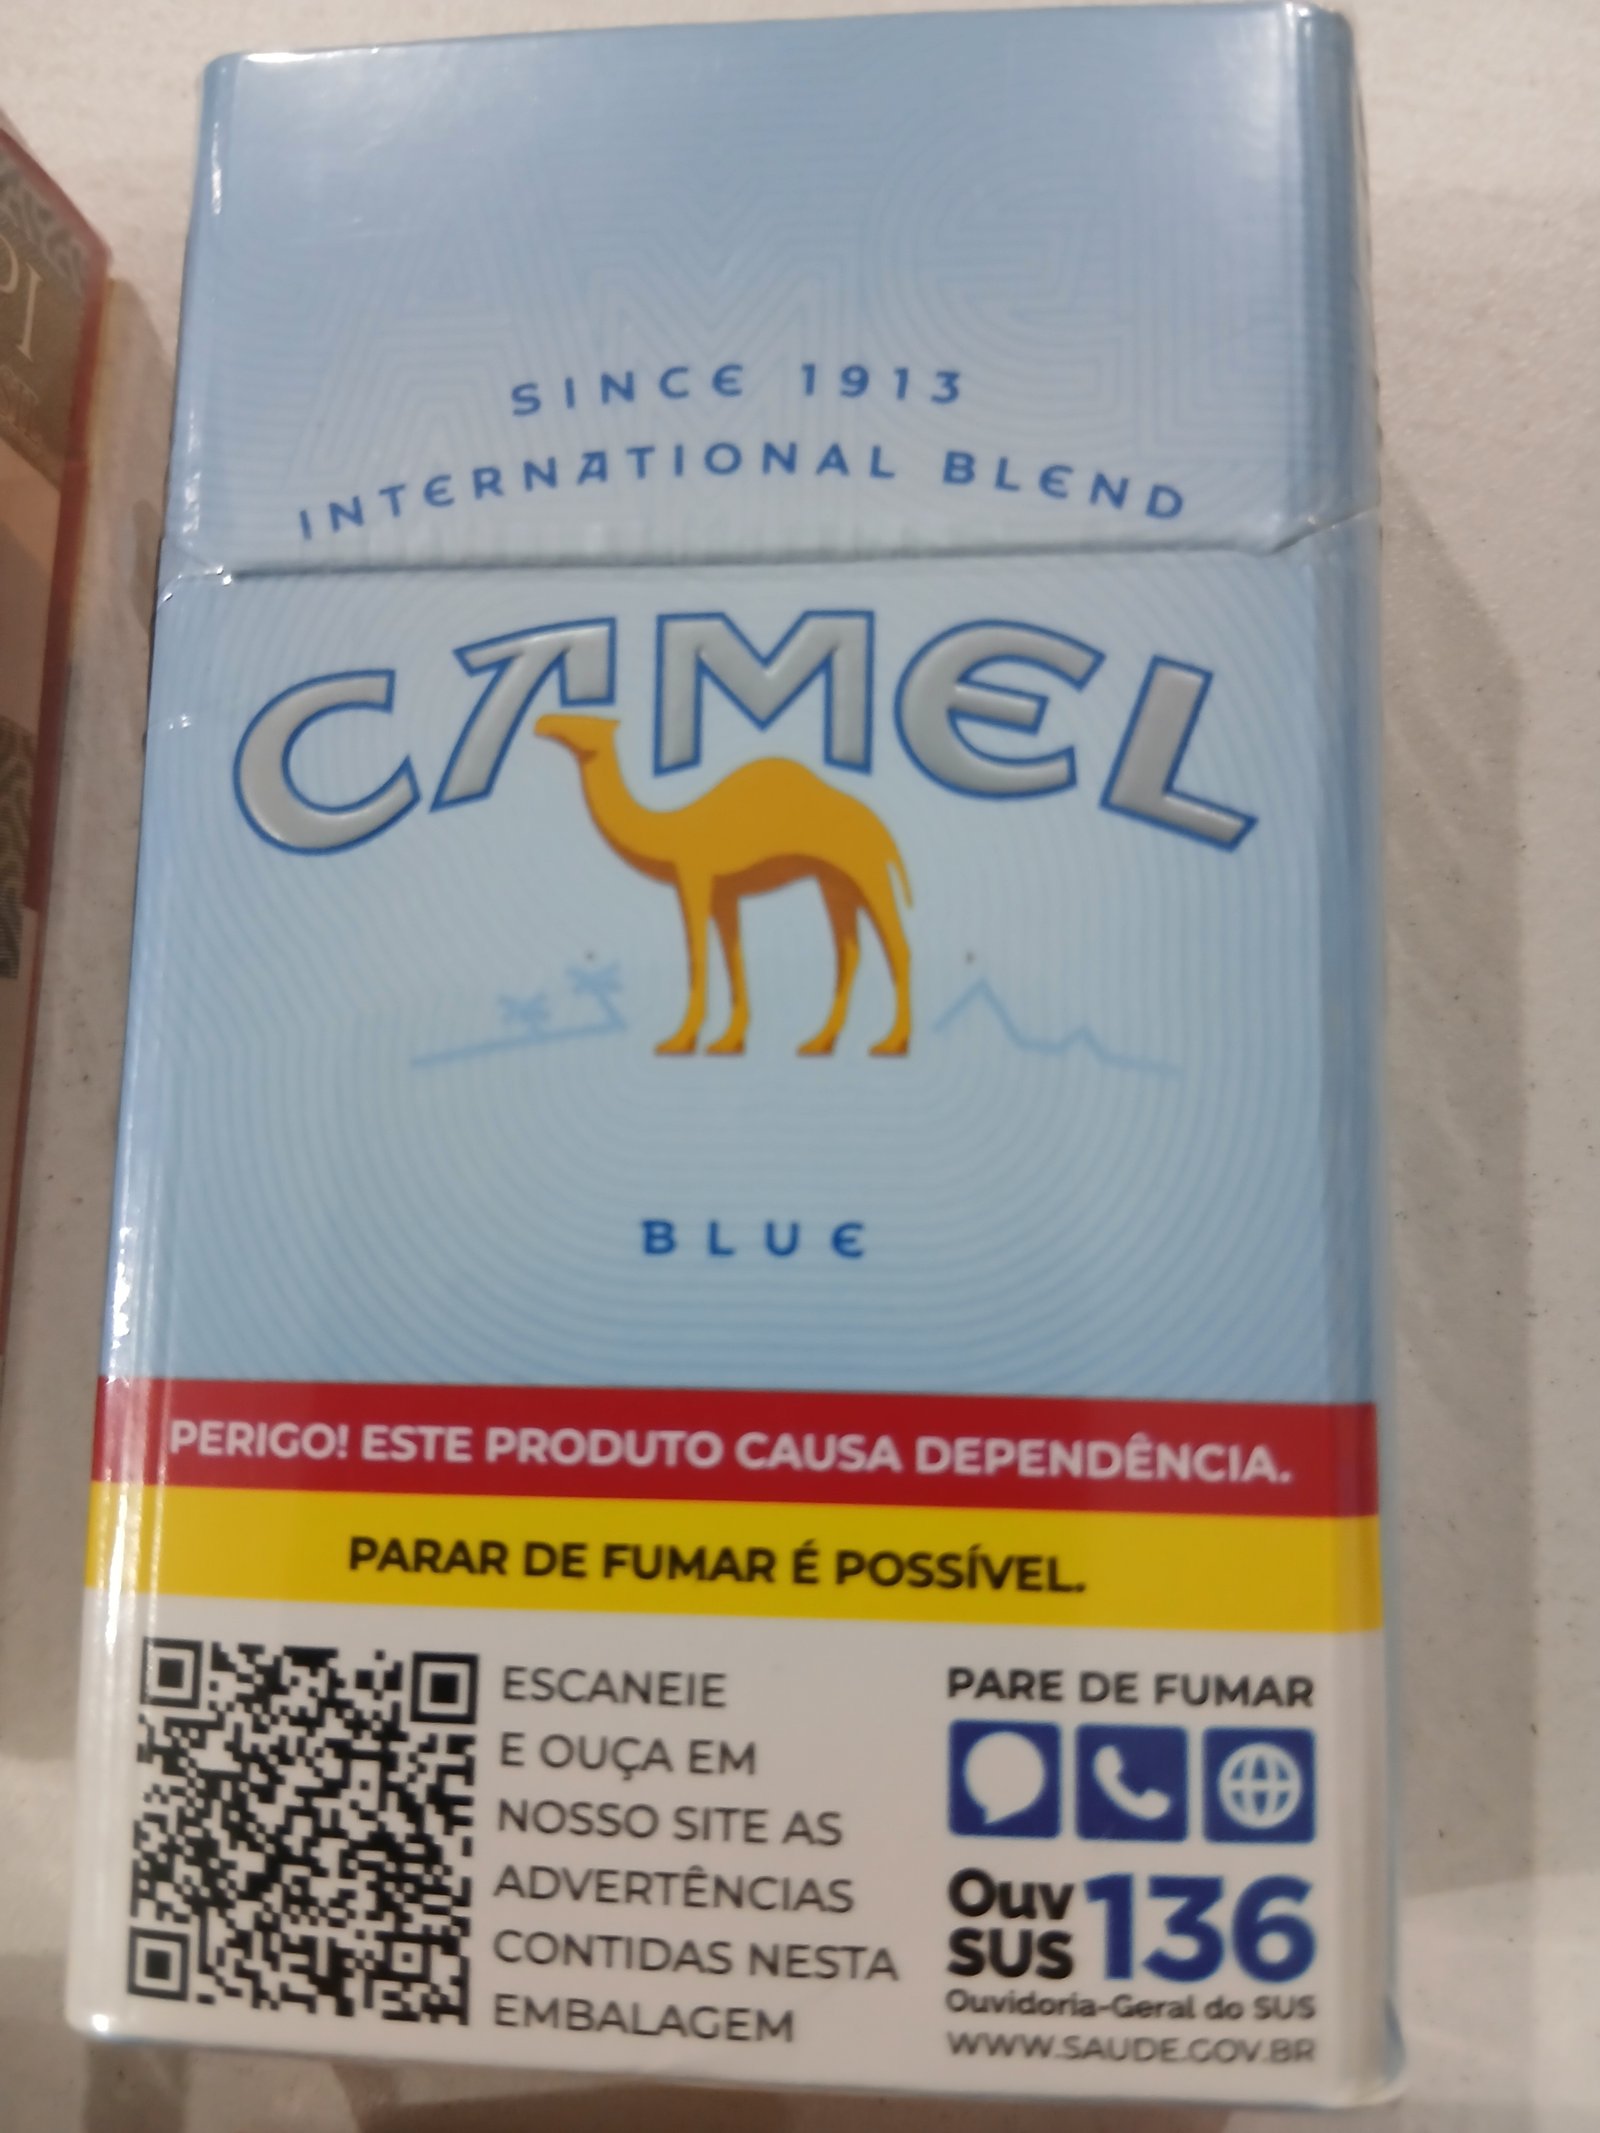 SINCE 1913
INTERNATIONAL BLEND
CAMEL
BLUE
PERIGO! ESTE PRODUTO CAUSA DEPENDÊNCIA.
PARAR DE FUMAR É POSSÍVEL.
ESCANEIE
E OUÇA EM
NOSSO SITE AS
ADVERTÊNCIAS
CONTIDAS NESTA
EMBALAGEM
PARE DE FUMAR
Ouv
SUS 136
Ouvidoria-Geral do SUS
WWW.SAUDE.GOV.BR